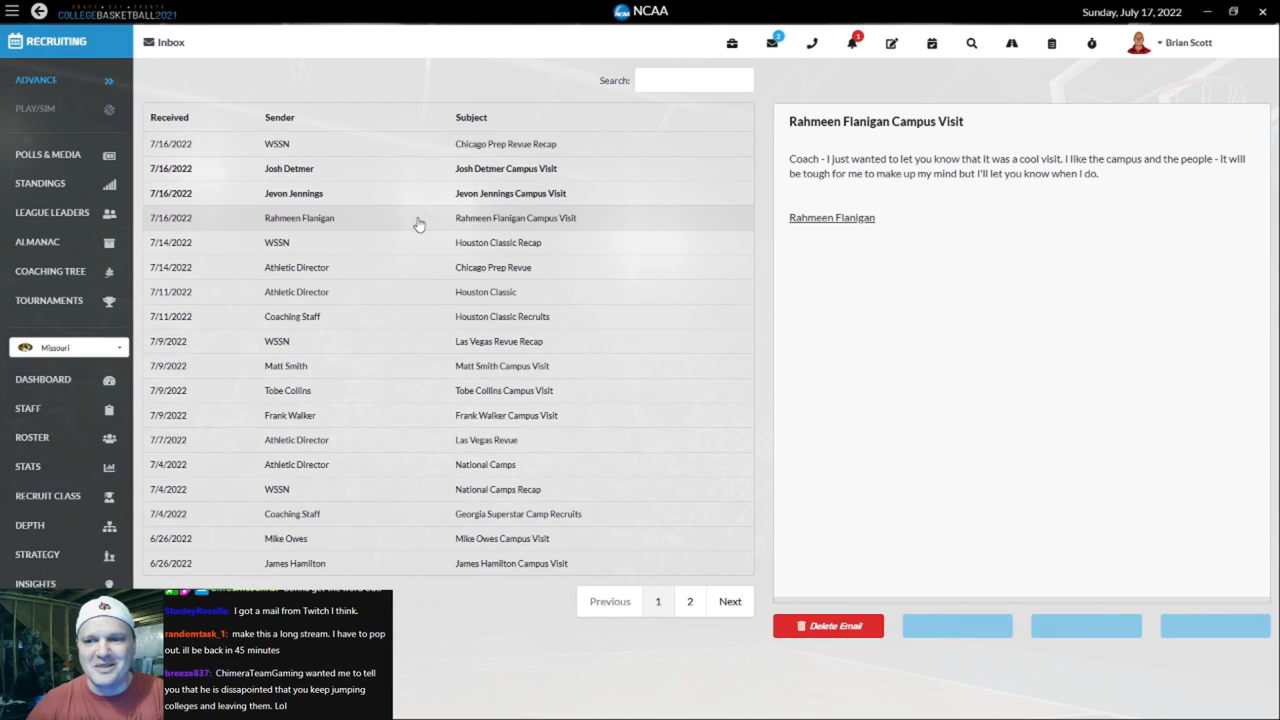 DRAFT DAY SPORTS
COLLEGEBASKETBALL2021
NCAA
Sunday, July 17, 2022
RECRUITING
Inbox
2
1
Brian Scott
ADVANCE
PLAY/SIM
POLLS & MEDIA
STANDINGS
LEAGUE LEADERS
ALMANAC
COACHING TREE
TOURNAMENTS
Missouri
DASHBOARD
STAFF
ROSTER
STATS
RECRUIT CLASS
DEPTH
STRATEGY
INSIGHTS
Search:
Received Sender Subject
7/16/2022 WSSN Chicago Prep Revue Recap
7/16/2022 Josh Detmer Josh Detmer Campus Visit
7/16/2022 Jevon Jennings Jevon Jennings Campus Visit
7/16/2022 Rahmeen Flanigan Rahmeen Flanigan Campus Visit
7/14/2022 WSSN Houston Classic Recap
7/14/2022 Athletic Director Chicago Prep Revue
7/11/2022 Athletic Director Houston Classic
7/11/2022 Coaching Staff Houston Classic Recruits
7/9/2022 WSSN Las Vegas Revue Recap
7/9/2022 Matt Smith Matt Smith Campus Visit
7/9/2022 Tobe Collins Tobe Collins Campus Visit
7/9/2022 Frank Walker Frank Walker Campus Visit
7/7/2022 Athletic Director Las Vegas Revue
7/4/2022 Athletic Director National Camps
7/4/2022 WSSN National Camps Recap
7/4/2022 Coaching Staff Georgia Superstar Camp Recruits
6/26/2022 Mike Owes Mike Owes Campus Visit
6/26/2022 James Hamilton James Hamilton Campus Visit
Previous 1 2 Next
Rahmeen Flanigan Campus Visit
Coach - I just wanted to let you know that it was a cool visit. I like the campus and the people - it will
be tough for me to make up my mind but I'll let you know when I do.
Rahmeen Flanigan
Delete Email
StanleyRosella: I got a mail from Twitch I think.
randomtask_1: make this a long stream. I have to pop
out. ill be back in 45 minutes
breeze837: ChimeraTeamGaming wanted me to tell
you that he is dissapointed that you keep jumping
colleges and leaving them. Lol